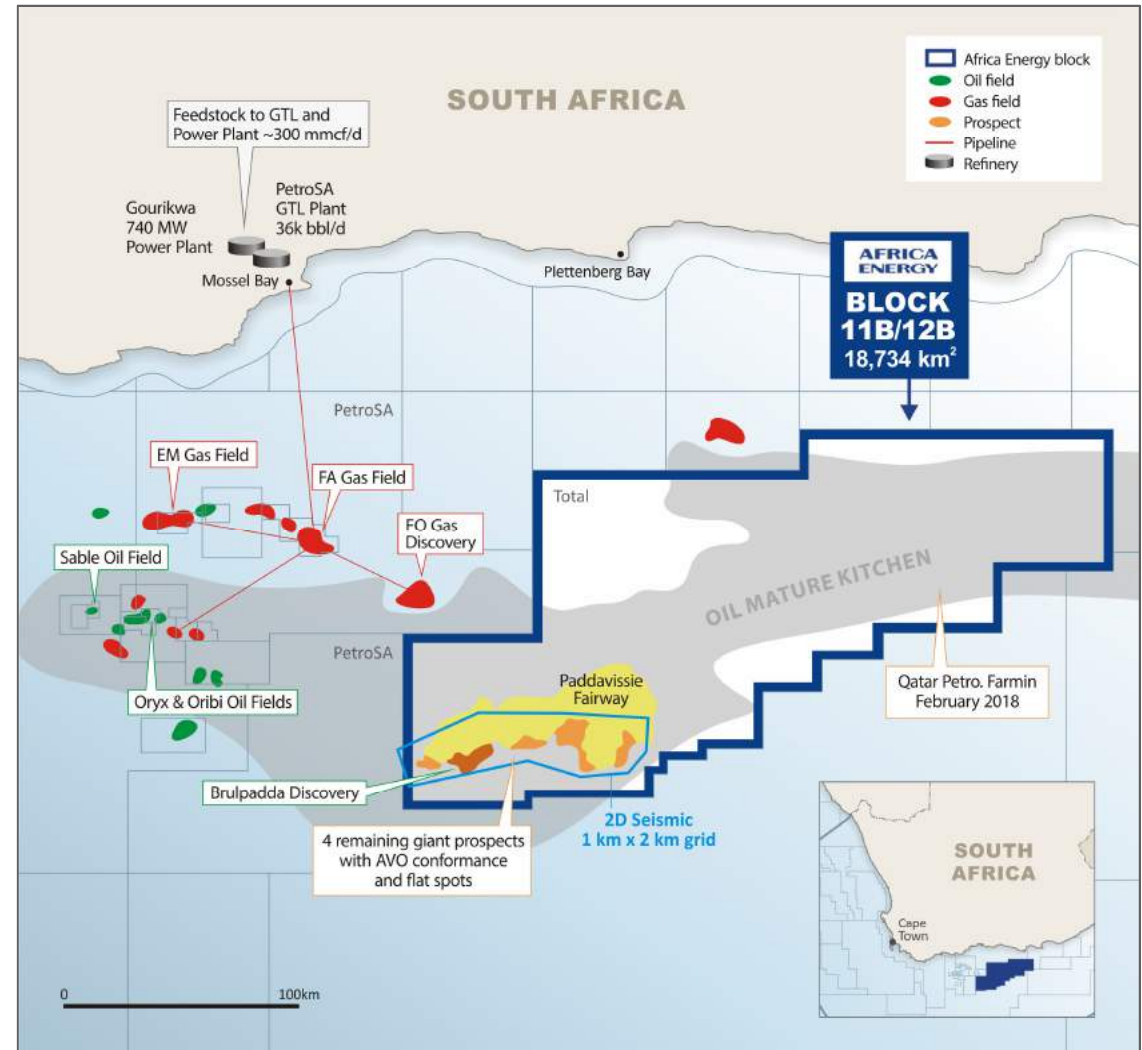 SOUTH AFRICA
Africa Energy block
Oil field
Gas field
Prospect
Pipeline
Refinery
Feedstock to GTL and
Power Plant ~300 mmcf/d
Gourikwa
740 MW
Power Plant
PetroSA
GTL Plant
36k bbl/d
Mossel Bay
Plettenberg Bay
AFRICA
ENERGY
BLOCK
11B/12B
18,734 km²
PetroSA
EM Gas Field
FA Gas Field
Total
FO Gas
Discovery
Sable Oil Field
OIL MATURE KITCHEN
PetroSA
Oryx & Oribi Oil Fields
Paddavissie
Fairway
Qatar Petro. Farmin
February 2018
Brulpadda Discovery
2D Seismic
1 km x 2 km grid
4 remaining giant prospects
with AVO conformance
and flat spots
SOUTH
AFRICA
Cape
Town
0
100km